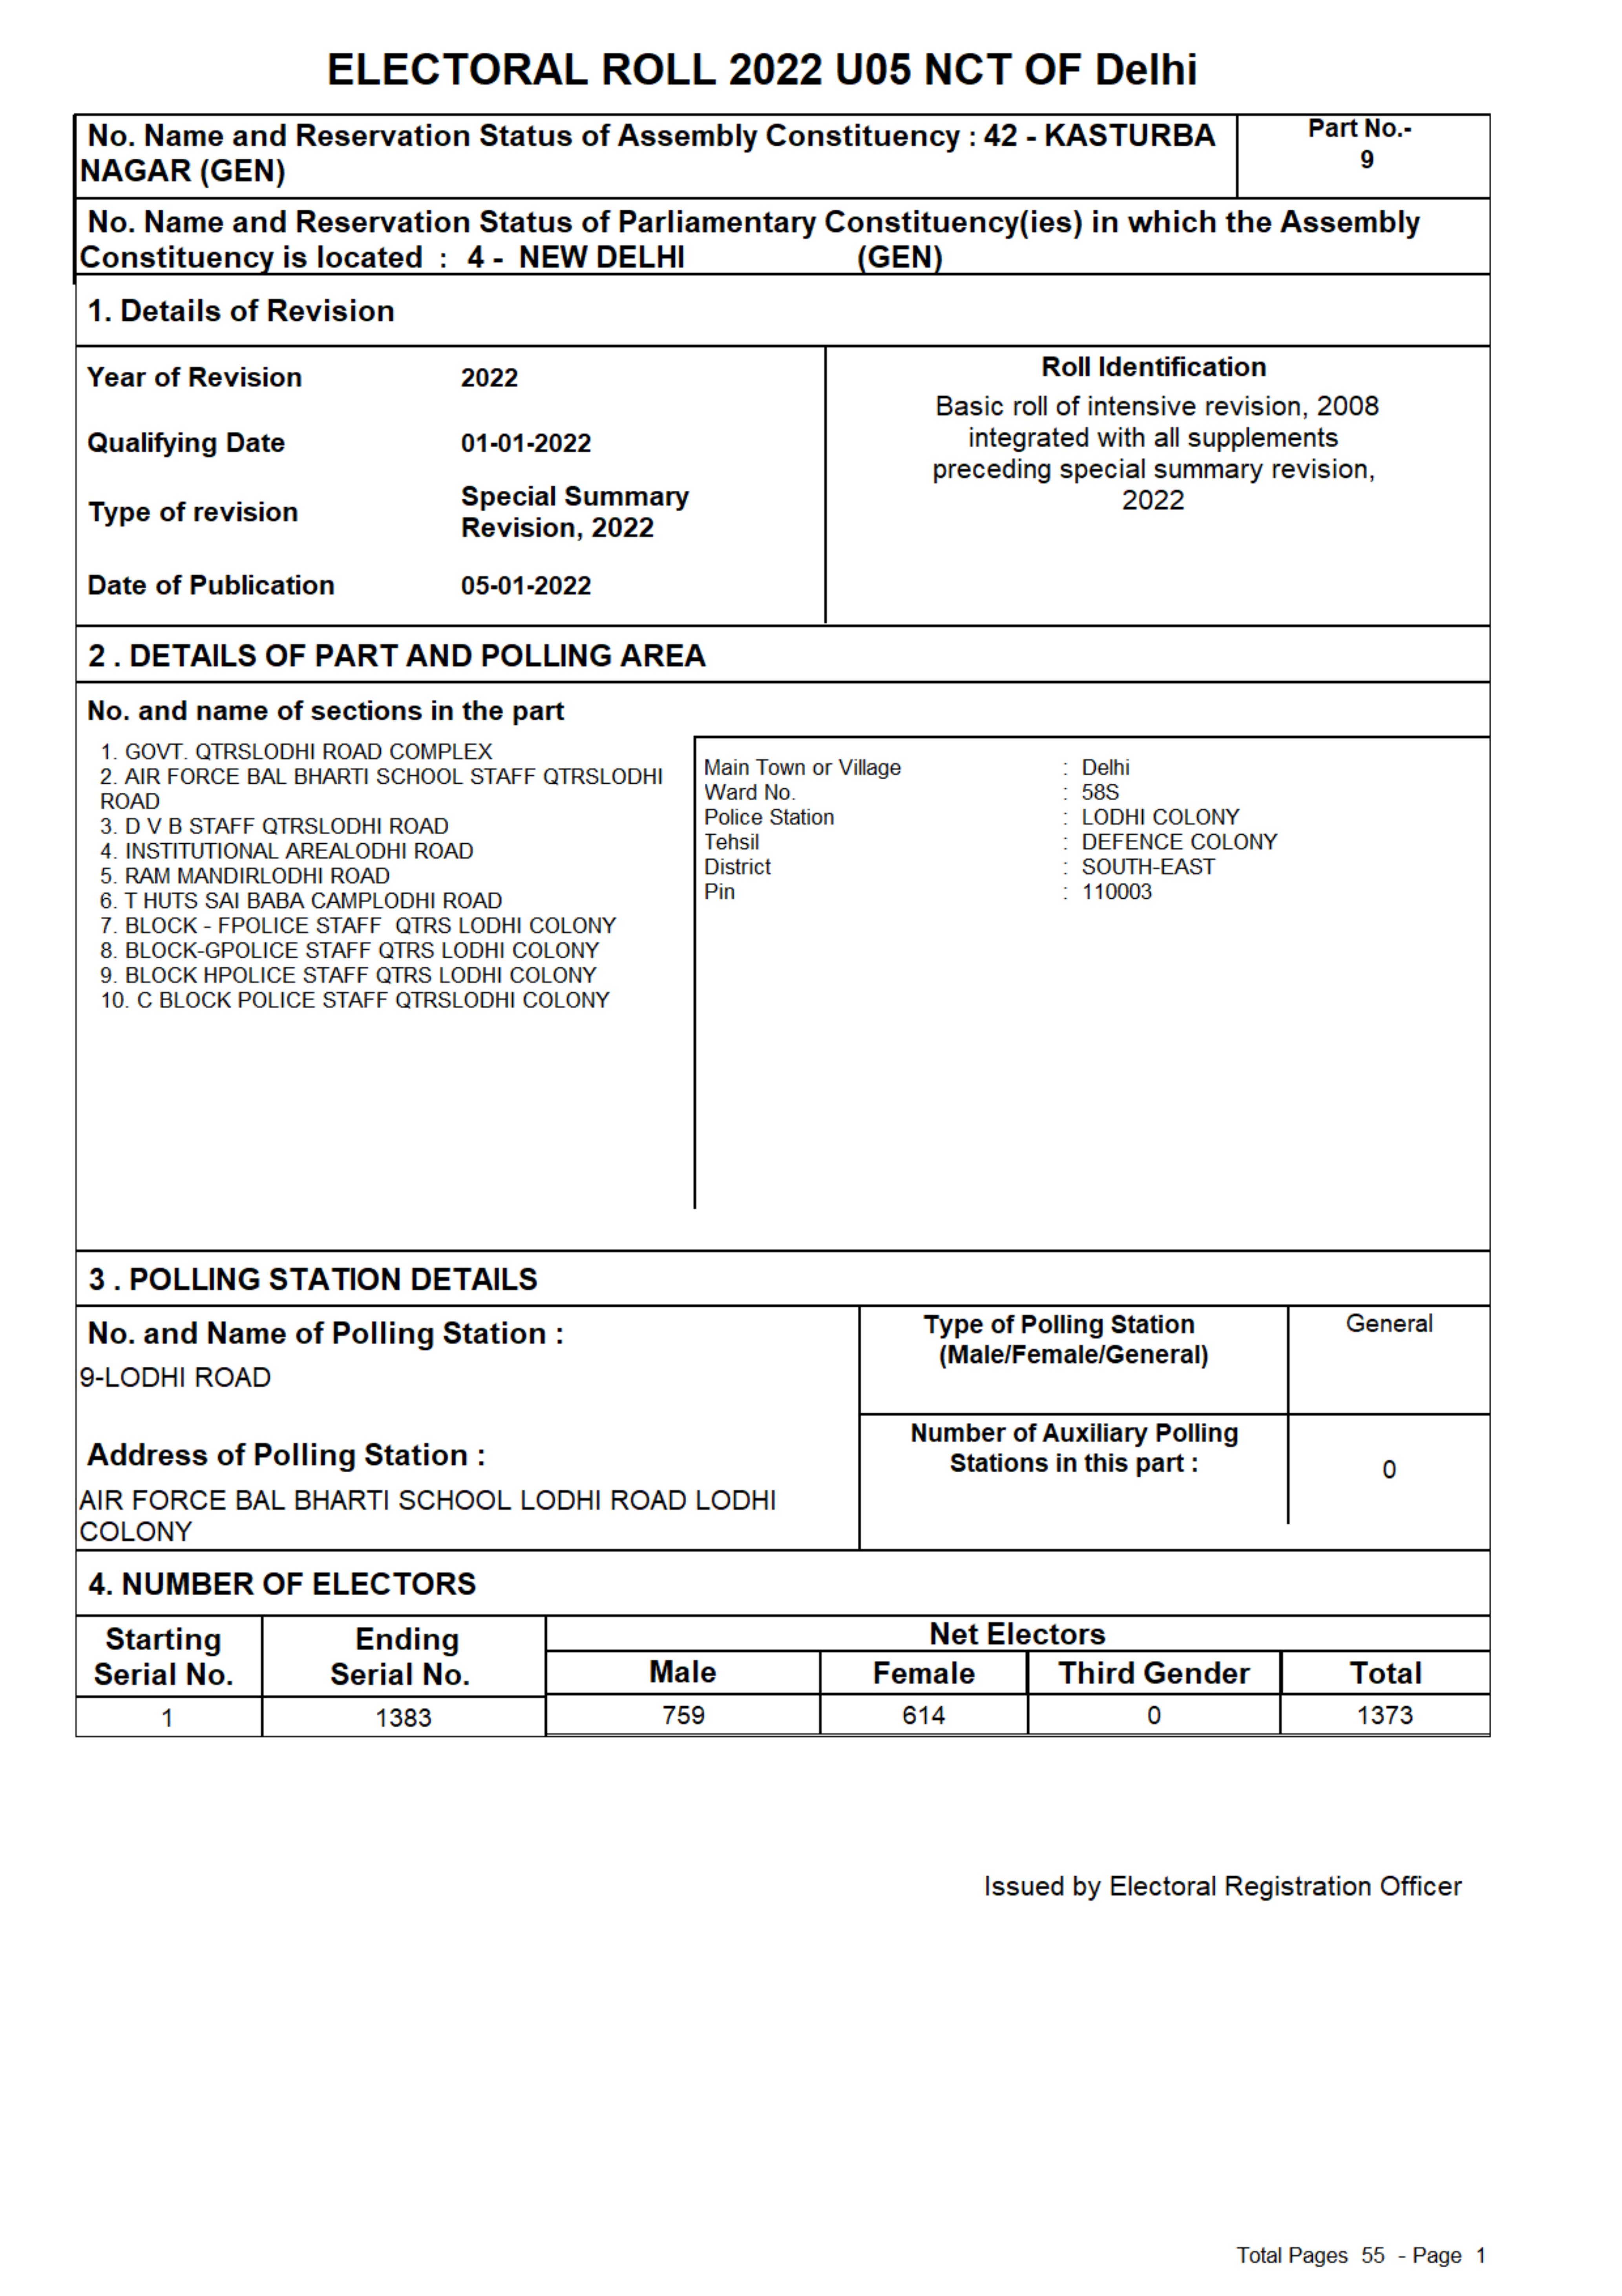 ELECTORAL ROLL 2022 U05 NCT OF Delhi
No. Name and Reservation Status of Assembly Constituency : 42 - KASTURBA
NAGAR (GEN)
Part No.-
9
No. Name and Reservation Status of Parliamentary Constituency(ies) in which the Assembly
Constituency is located : 4 - NEW DELHI (GEN)
1. Details of Revision
Year of Revision 2022
Qualifying Date 01-01-2022
Type of revision Special Summary
Revision, 2022
Date of Publication 05-01-2022
Roll Identification
Basic roll of intensive revision, 2008
integrated with all supplements
preceding special summary revision,
2022
2 . DETAILS OF PART AND POLLING AREA
No. and name of sections in the part
1. GOVT. QTRSLODHI ROAD COMPLEX
2. AIR FORCE BAL BHARTI SCHOOL STAFF QTRSLODHI
ROAD
3. D V B STAFF QTRSLODHI ROAD
4. INSTITUTIONAL AREALODHI ROAD
5. RAM MANDIRLODHI ROAD
6. T HUTS SAI BABA CAMPLODHI ROAD
7. BLOCK - FPOLICE STAFF QTRS LODHI COLONY
8. BLOCK-GPOLICE STAFF QTRS LODHI COLONY
9. BLOCK HPOLICE STAFF QTRS LODHI COLONY
10. C BLOCK POLICE STAFF QTRSLODHI COLONY
Main Town or Village : Delhi
Ward No. : 58S
Police Station : LODHI COLONY
Tehsil : DEFENCE COLONY
District : SOUTH-EAST
Pin : 110003
3 . POLLING STATION DETAILS
No. and Name of Polling Station :
9-LODHI ROAD
Address of Polling Station :
AIR FORCE BAL BHARTI SCHOOL LODHI ROAD LODHI
COLONY
Type of Polling Station
(Male/Female/General)
General
Number of Auxiliary Polling
Stations in this part :
0
4. NUMBER OF ELECTORS
Starting
Serial No.
Ending
Serial No.
Net Electors
Male Female Third Gender Total
1 1383 759 614 0 1373
Issued by Electoral Registration Officer
Total Pages 55 - Page 1